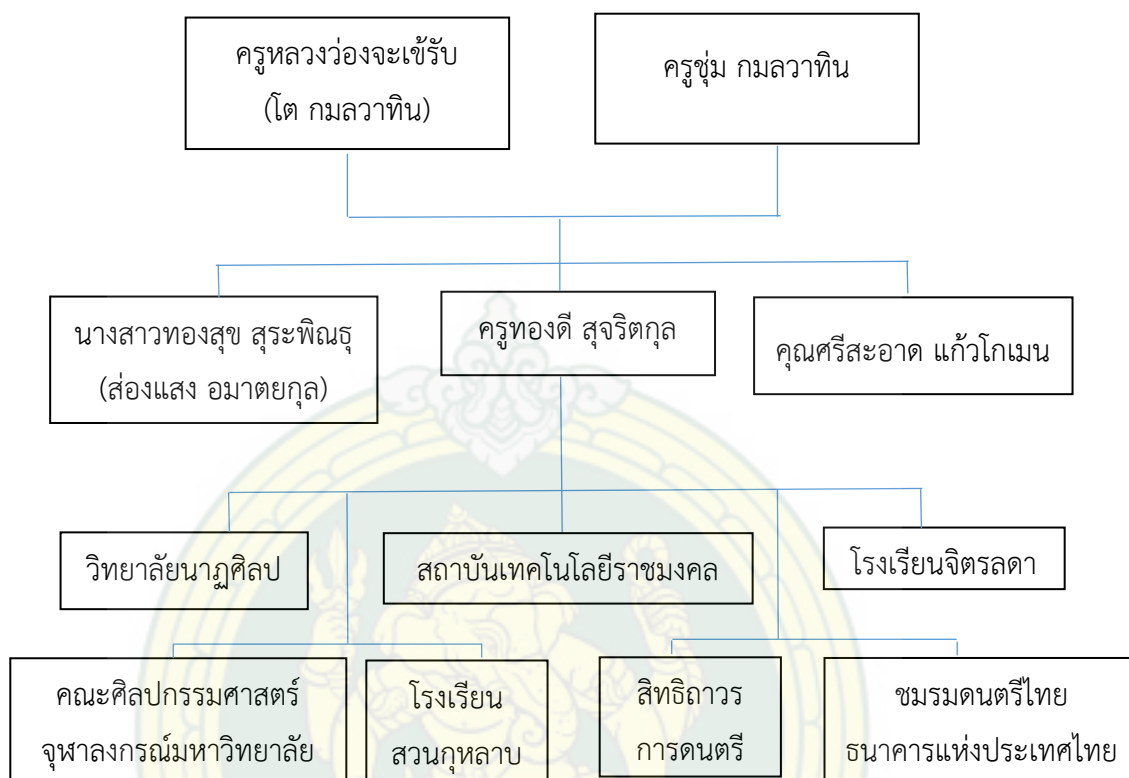 ครูหลวงว่องจะเข้รับ
(โต กมลวาทิน)
ครูชุ่ม กมลวาทิน
นางสาวทองสุข สุระพิณธุ
(ส่องแสง อมาตยกุล)
ครูทองดี สุจริตกุล
คุณศรีสะอาด แก้วโกเมน
วิทยาลัยนาฏศิลป
สถาบันเทคโนโลยีราชมงคล
โรงเรียนจิตรลดา
คณะศิลปกรรมศาสตร์
จุฬาลงกรณ์มหาวิทยาลัย
โรงเรียน
สวนกุหลาบ
สิทธิถาวร
การดนตรี
ชมรมดนตรีไทย
ธนาคารแห่งประเทศไทย